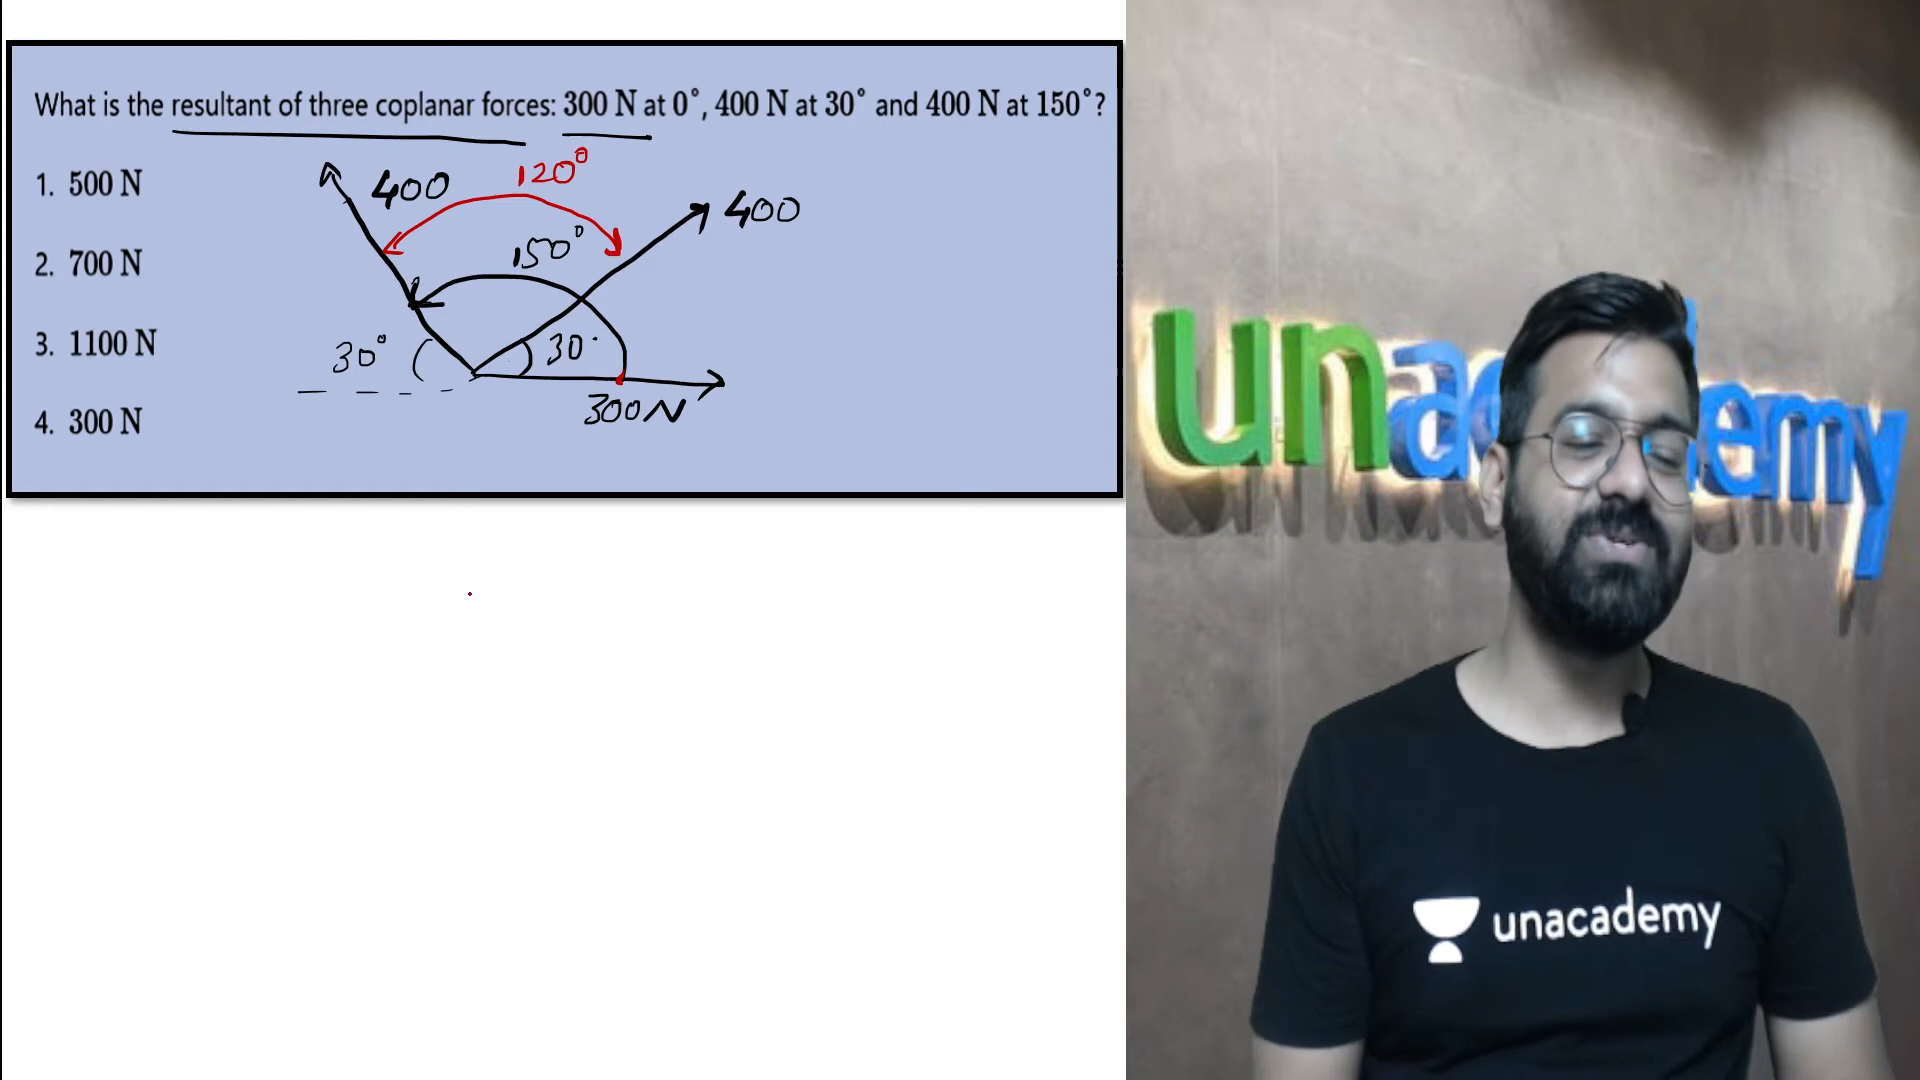 What is the resultant of three coplanar forces: 300 N at 0°, 400 N at 30° and 400 N at 150°?
1. 500 N
2. 700 N
3. 1100 N
4. 300 N
120°
400
400
150°
30°
30
300N
unacademy
unacademy